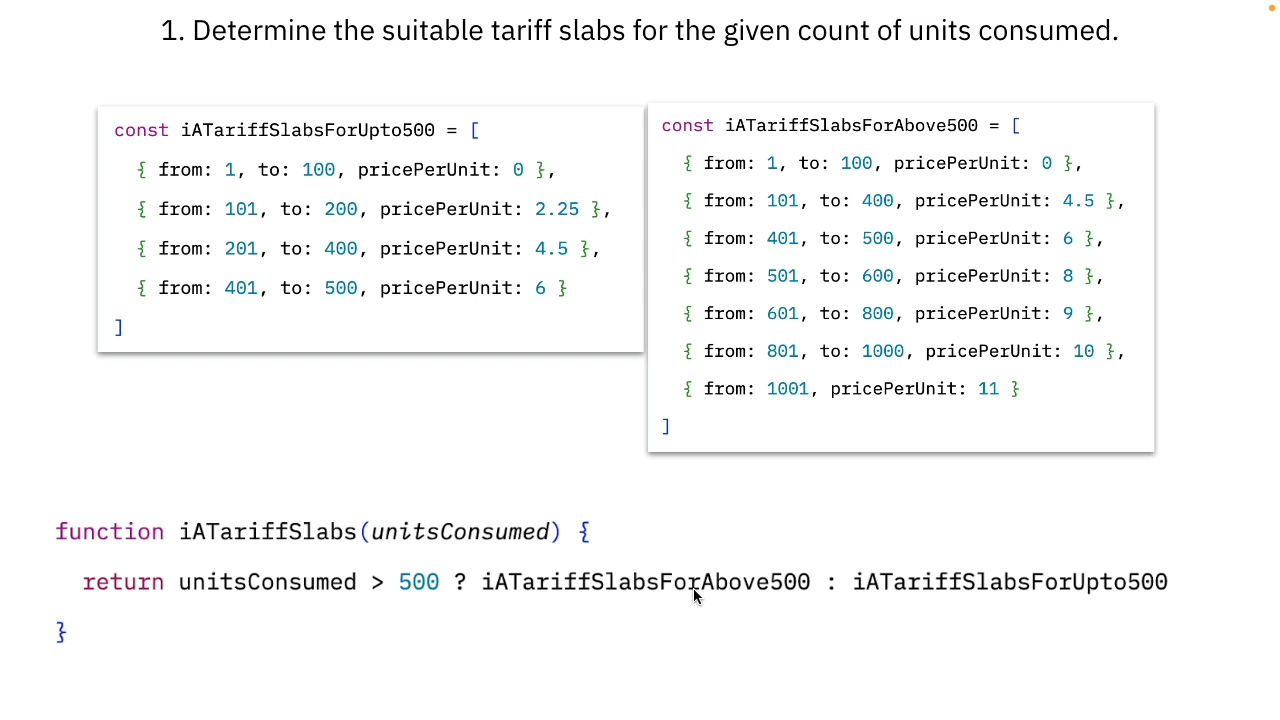 1. Determine the suitable tariff slabs for the given count of units consumed.
const iATariffSlabsForUpto500 = [
{ from: 1, to: 100, pricePerUnit: 0 },
{ from: 101, to: 200, pricePerUnit: 2.25 },
{ from: 201, to: 400, pricePerUnit: 4.5 },
{ from: 401, to: 500, pricePerUnit: 6 }
]
const iATariffSlabsForAbove500 = [
{ from: 1, to: 100, pricePerUnit: 0 },
{ from: 101, to: 400, pricePerUnit: 4.5 },
{ from: 401, to: 500, pricePerUnit: 6 },
{ from: 501, to: 600, pricePerUnit: 8 },
{ from: 601, to: 800, pricePerUnit: 9 },
{ from: 801, to: 1000, pricePerUnit: 10 },
{ from: 1001, pricePerUnit: 11 }
]
function iATariffSlabs(unitsConsumed) {
return unitsConsumed > 500 ? iATariffSlabsForAbove500 : iATariffSlabsForUpto500
}